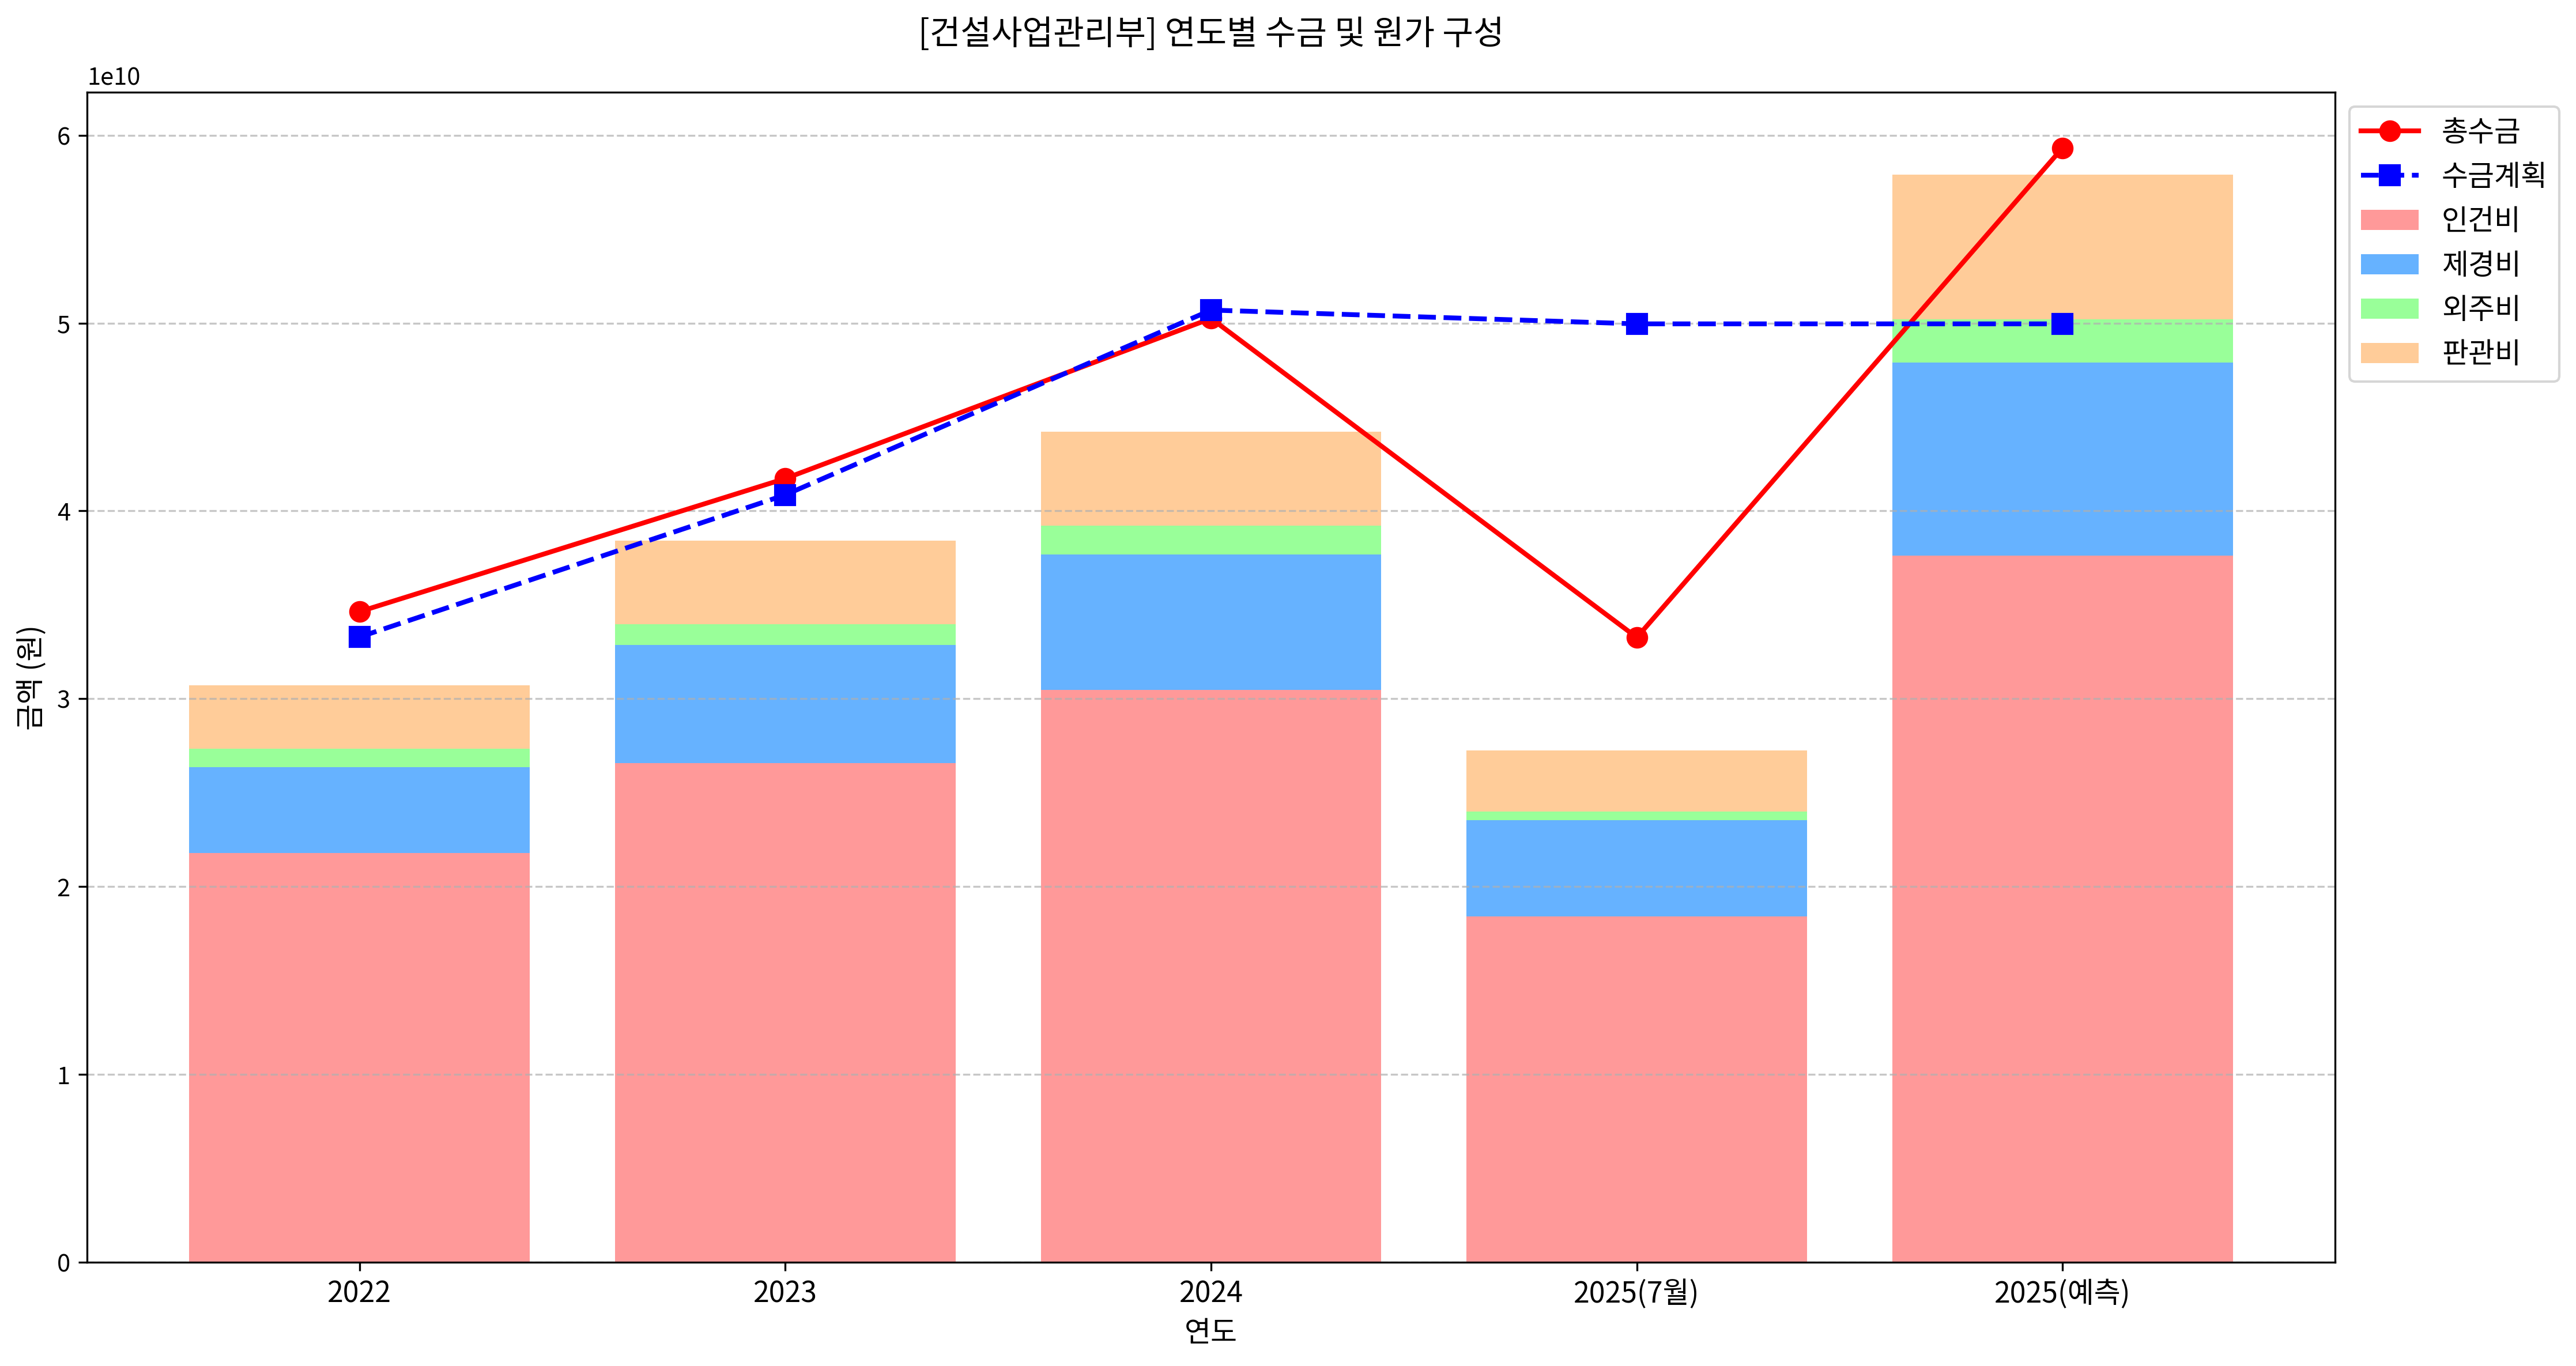 [건설사업관리부] 연도별 수금 및 원가 구성
1e10
6
5
4
3
2
1
0
금액 (원)
2022
2023
2024
2025(7월)
2025(예측)
연도
총수금
수금계획
인건비
제경비
외주비
판관비